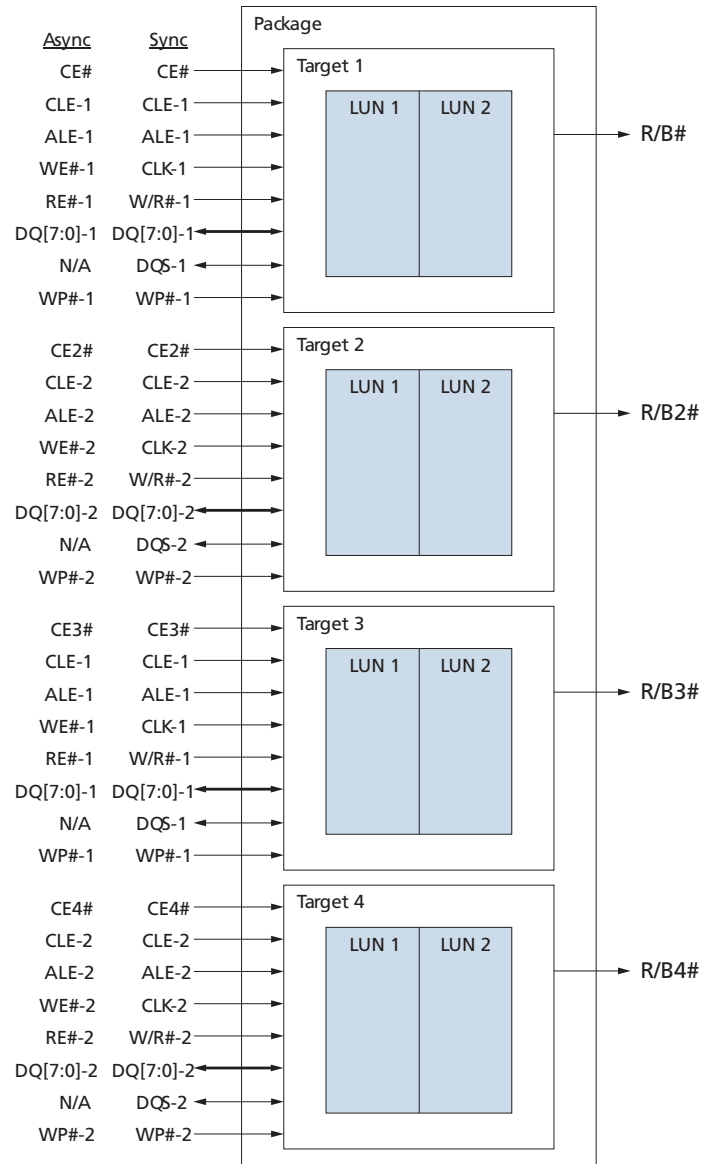 Package
Async Sync
Target 1
CE# CE#
CLE-1 CLE-1
LUN 1 LUN 2
ALE-1 ALE-1
R/B#
WE#-1 CLK-1
RE#-1 W/R#-1
DQ[7:0]-1 DQ[7:0]-1
N/A DQS-1
WP#-1 WP#-1
Target 2
CE2# CE2#
CLE-2 CLE-2
LUN 1 LUN 2
ALE-2 ALE-2
R/B2#
WE#-2 CLK-2
RE#-2 W/R#-2
DQ[7:0]-2 DQ[7:0]-2
N/A DQS-2
WP#-2 WP#-2
Target 3
CE3# CE3#
CLE-1 CLE-1
LUN 1 LUN 2
ALE-1 ALE-1
R/B3#
WE#-1 CLK-1
RE#-1 W/R#-1
DQ[7:0]-1 DQ[7:0]-1
N/A DQS-1
WP#-1 WP#-1
Target 4
CE4# CE4#
CLE-2 CLE-2
LUN 1 LUN 2
ALE-2 ALE-2
R/B4#
WE#-2 CLK-2
RE#-2 W/R#-2
DQ[7:0]-2 DQ[7:0]-2
N/A DQS-2
WP#-2 WP#-2